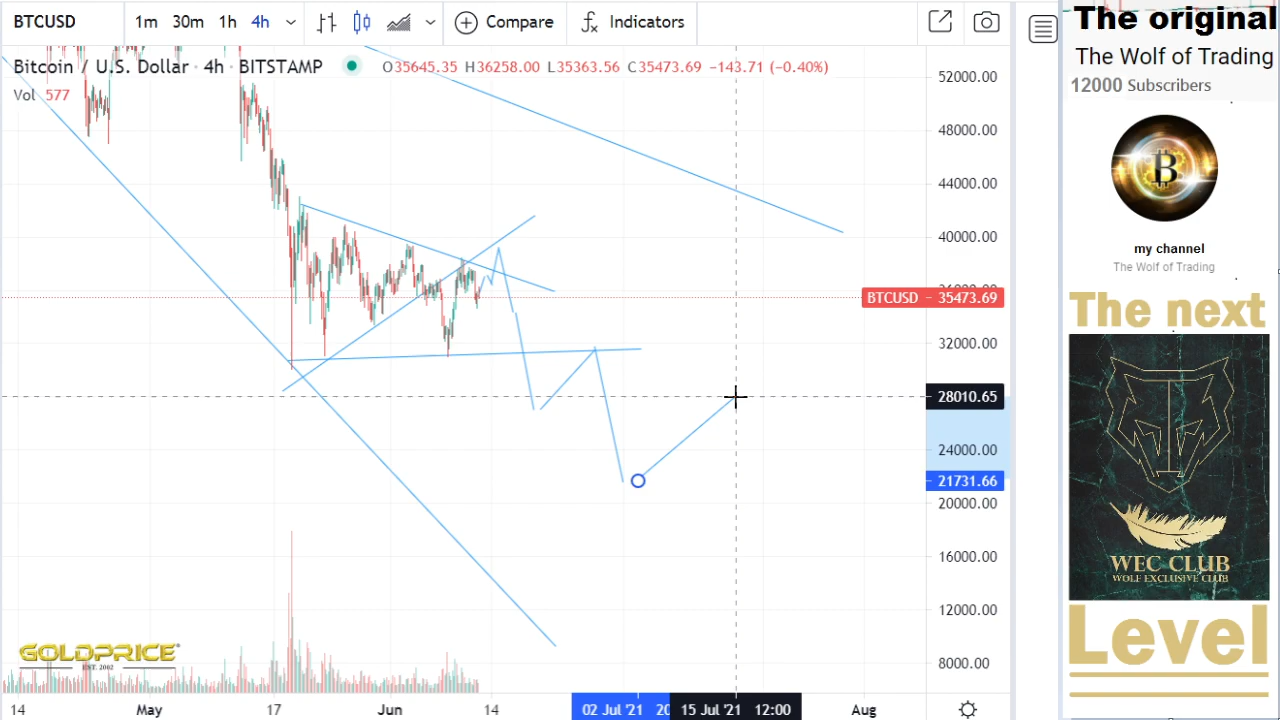 BTCUSD 1m 30m 1h 4h Compare Indicators
Bitcoin / U.S. Dollar · 4h · BITSTAMP O35645.35 H36258.00 L35363.56 C35473.69 −143.71 (−0.40%)
Vol 577
52000.00
48000.00
44000.00
40000.00
BTCUSD 35473.69
32000.00
28010.65
24000.00
21731.66
20000.00
16000.00
12000.00
8000.00
GOLDPRICE
EST. 2002
14 May 17 Jun 14 02 Jul '21 20 15 Jul '21 12:00 Aug
The original
The Wolf of Trading
12000 Subscribers
B
my channel
The Wolf of Trading
The next
WEC CLUB
WOLF EXCLUSIVE CLUB
Level